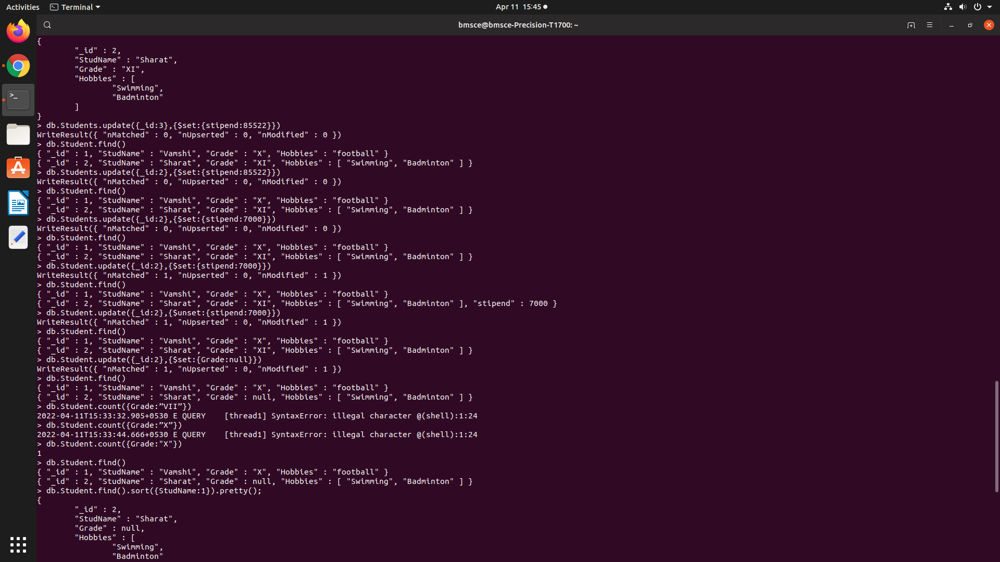 Activities
Terminal
Apr 11 15:45
bmsce@bmsce-Precision-T1700: ~
{
"_id" : 2,
"StudName" : "Sharat",
"Grade" : "XI",
"Hobbies" : [
"Swimming",
"Badminton"
]
}
> db.Students.update({_id:3},{$set:{stipend:85522}})
WriteResult({ "nMatched" : 0, "nUpserted" : 0, "nModified" : 0 })
> db.Student.find()
{ "_id" : 1, "StudName" : "Vamshi", "Grade" : "X", "Hobbies" : "football" }
{ "_id" : 2, "StudName" : "Sharat", "Grade" : "XI", "Hobbies" : [ "Swimming", "Badminton" ] }
> db.Students.update({_id:2},{$set:{stipend:85522}})
WriteResult({ "nMatched" : 0, "nUpserted" : 0, "nModified" : 0 })
> db.Student.find()
{ "_id" : 1, "StudName" : "Vamshi", "Grade" : "X", "Hobbies" : "football" }
{ "_id" : 2, "StudName" : "Sharat", "Grade" : "XI", "Hobbies" : [ "Swimming", "Badminton" ] }
> db.Students.update({_id:2},{$set:{stipend:7000}})
WriteResult({ "nMatched" : 0, "nUpserted" : 0, "nModified" : 0 })
> db.Student.find()
{ "_id" : 1, "StudName" : "Vamshi", "Grade" : "X", "Hobbies" : "football" }
{ "_id" : 2, "StudName" : "Sharat", "Grade" : "XI", "Hobbies" : [ "Swimming", "Badminton" ] }
> db.Student.update({_id:2},{$set:{stipend:7000}})
WriteResult({ "nMatched" : 1, "nUpserted" : 0, "nModified" : 1 })
> db.Student.find()
{ "_id" : 1, "StudName" : "Vamshi", "Grade" : "X", "Hobbies" : "football" }
{ "_id" : 2, "StudName" : "Sharat", "Grade" : "XI", "Hobbies" : [ "Swimming", "Badminton" ], "stipend" : 7000 }
> db.Student.update({_id:2},{$unset:{stipend:7000}})
WriteResult({ "nMatched" : 1, "nUpserted" : 0, "nModified" : 1 })
> db.Student.find()
{ "_id" : 1, "StudName" : "Vamshi", "Grade" : "X", "Hobbies" : "football" }
{ "_id" : 2, "StudName" : "Sharat", "Grade" : "XI", "Hobbies" : [ "Swimming", "Badminton" ] }
> db.Student.update({_id:2},{$set:{Grade:null}})
WriteResult({ "nMatched" : 1, "nUpserted" : 0, "nModified" : 1 })
> db.Student.find()
{ "_id" : 1, "StudName" : "Vamshi", "Grade" : "X", "Hobbies" : "football" }
{ "_id" : 2, "StudName" : "Sharat", "Grade" : null, "Hobbies" : [ "Swimming", "Badminton" ] }
> db.Student.count({Grade:”VII”})
2022-04-11T15:33:32.905+0530 E QUERY    [thread1] SyntaxError: illegal character @(shell):1:24
> db.Student.count({Grade:”X”})
2022-04-11T15:33:44.666+0530 E QUERY    [thread1] SyntaxError: illegal character @(shell):1:24
> db.Student.count({Grade:"X"})
1
> db.Student.find()
{ "_id" : 1, "StudName" : "Vamshi", "Grade" : "X", "Hobbies" : "football" }
{ "_id" : 2, "StudName" : "Sharat", "Grade" : null, "Hobbies" : [ "Swimming", "Badminton" ] }
> db.Student.find().sort({StudName:1}).pretty();
{
"_id" : 2,
"StudName" : "Sharat",
"Grade" : null,
"Hobbies" : [
"Swimming",
"Badminton"